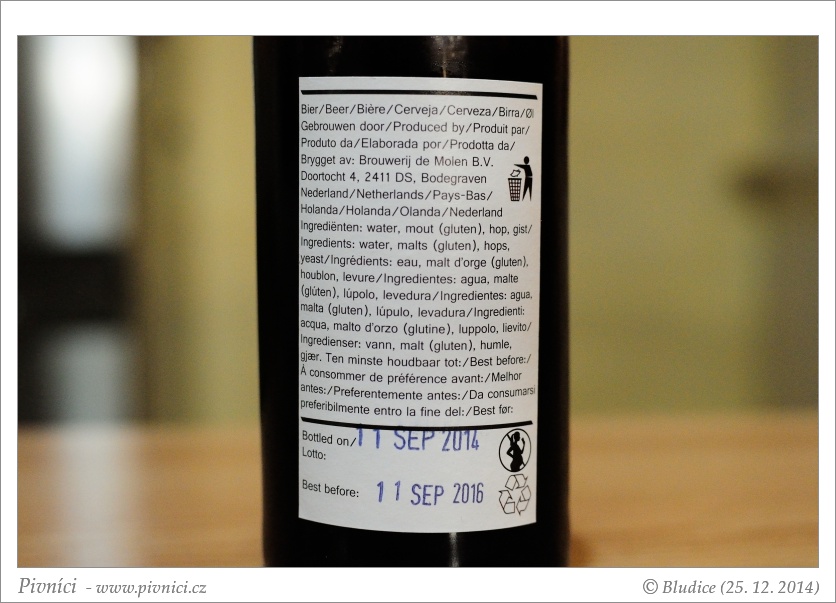 Bier/Beer/Bière/Cerveja/Cerveza/Birra/Øl
Gebrouwen door/Produced by/Produit par/
Produto da/Elaborada por/Prodotta da/
Brygget av: Brouwerij de Molen B.V.
Doortocht 4, 2411 DS, Bodegraven
Nederland/Netherlands/Pays-Bas/
Holanda/Holanda/Olanda/Nederland
Ingrediënten: water, mout (gluten), hop, gist/
Ingredients: water, malts (gluten), hops,
yeast/Ingrédients: eau, malt d'orge (gluten),
houblon, levure/Ingredientes: agua, malte
(glúten), lúpolo, levedura/Ingredientes: agua,
malta (gluten), lúpulo, levadura/Ingredienti:
acqua, malto d'orzo (glutine), luppolo, lievito/
Ingredienser: vann, malt (gluten), humle,
gjær. Ten minste houdbaar tot:/Best before:/
À consommer de préférence avant:/Melhor
antes:/Preferentemente antes:/Da consumarsi
preferibilmente entro la fine del:/Best før:
Bottled on/ 11 SEP 2014
Lotto:
Best before: 11 SEP 2016
Pivníci - www.pivnici.cz
© Bludice (25. 12. 2014)